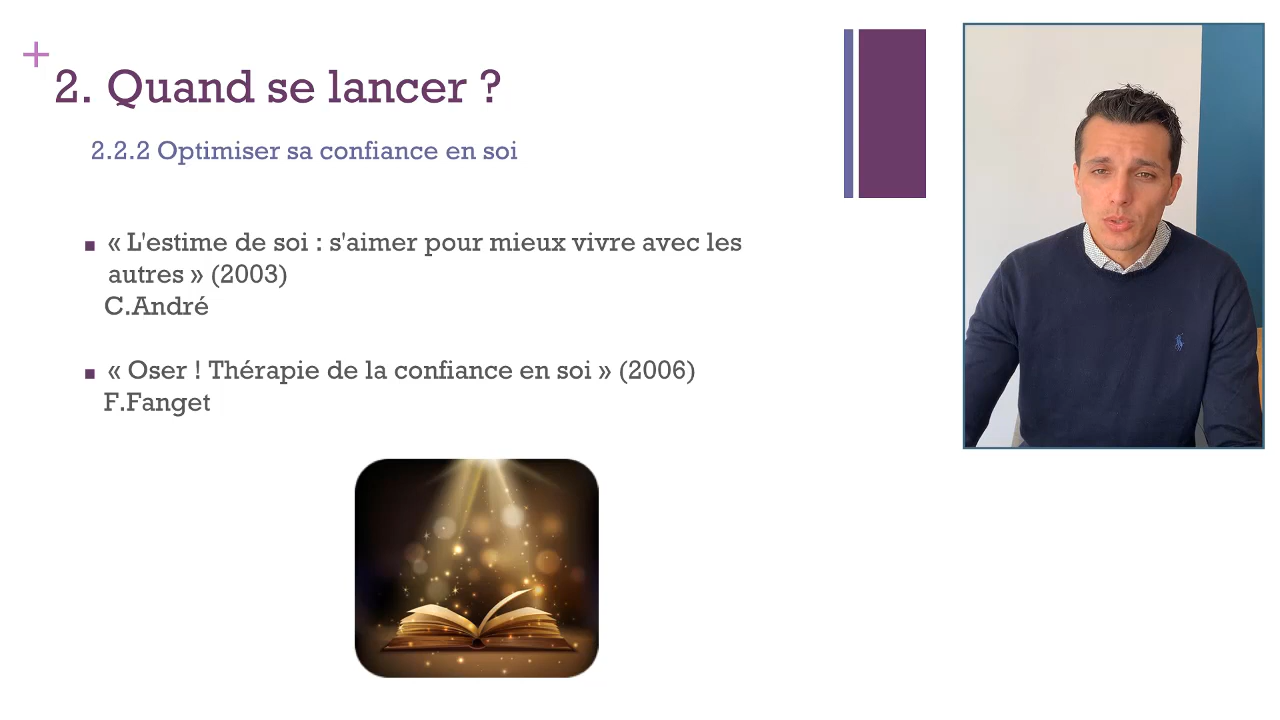 +
2. Quand se lancer ?
2.2.2 Optimiser sa confiance en soi
■ « L'estime de soi : s'aimer pour mieux vivre avec les
autres » (2003)
C.André
■ « Oser ! Thérapie de la confiance en soi » (2006)
F.Fanget